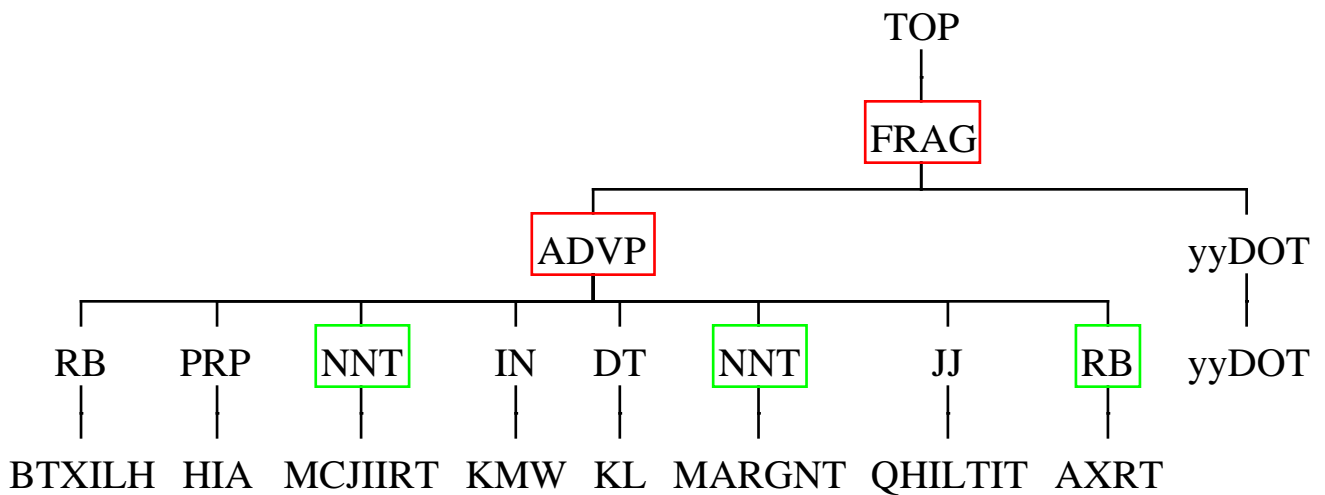 TOP
FRAG
ADVP yyDOT
RB PRP NNT IN DT NNT JJ RB yyDOT
BTXILH HIA MCJIIRT KMW KL MARGNT QHILTIT AXRT